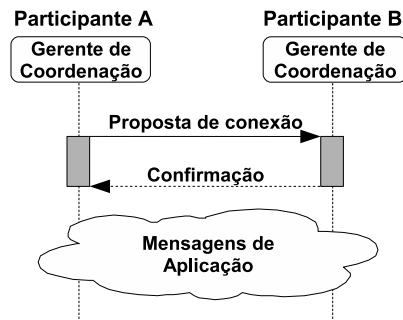 Participante A
Participante B
Gerente de
Coordenação
Gerente de
Coordenação
Proposta de conexão
Confirmação
Mensagens de
Aplicação